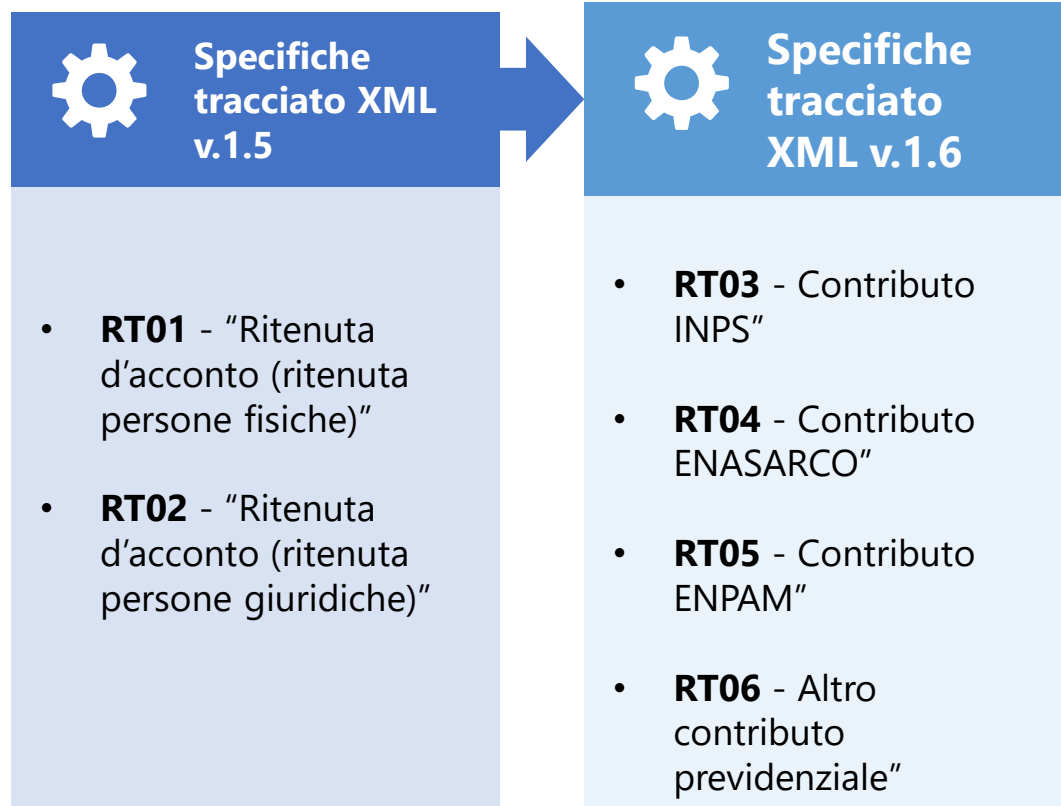 Specifiche
tracciato XML
v.1.5
• RT01 - “Ritenuta
d’acconto (ritenuta
persone fisiche)”
• RT02 - “Ritenuta
d’acconto (ritenuta
persone giuridiche)”
Specifiche
tracciato
XML v.1.6
• RT03 - Contributo
INPS”
• RT04 - Contributo
ENASARCO”
• RT05 - Contributo
ENPAM”
• RT06 - Altro
contributo
previdenziale”